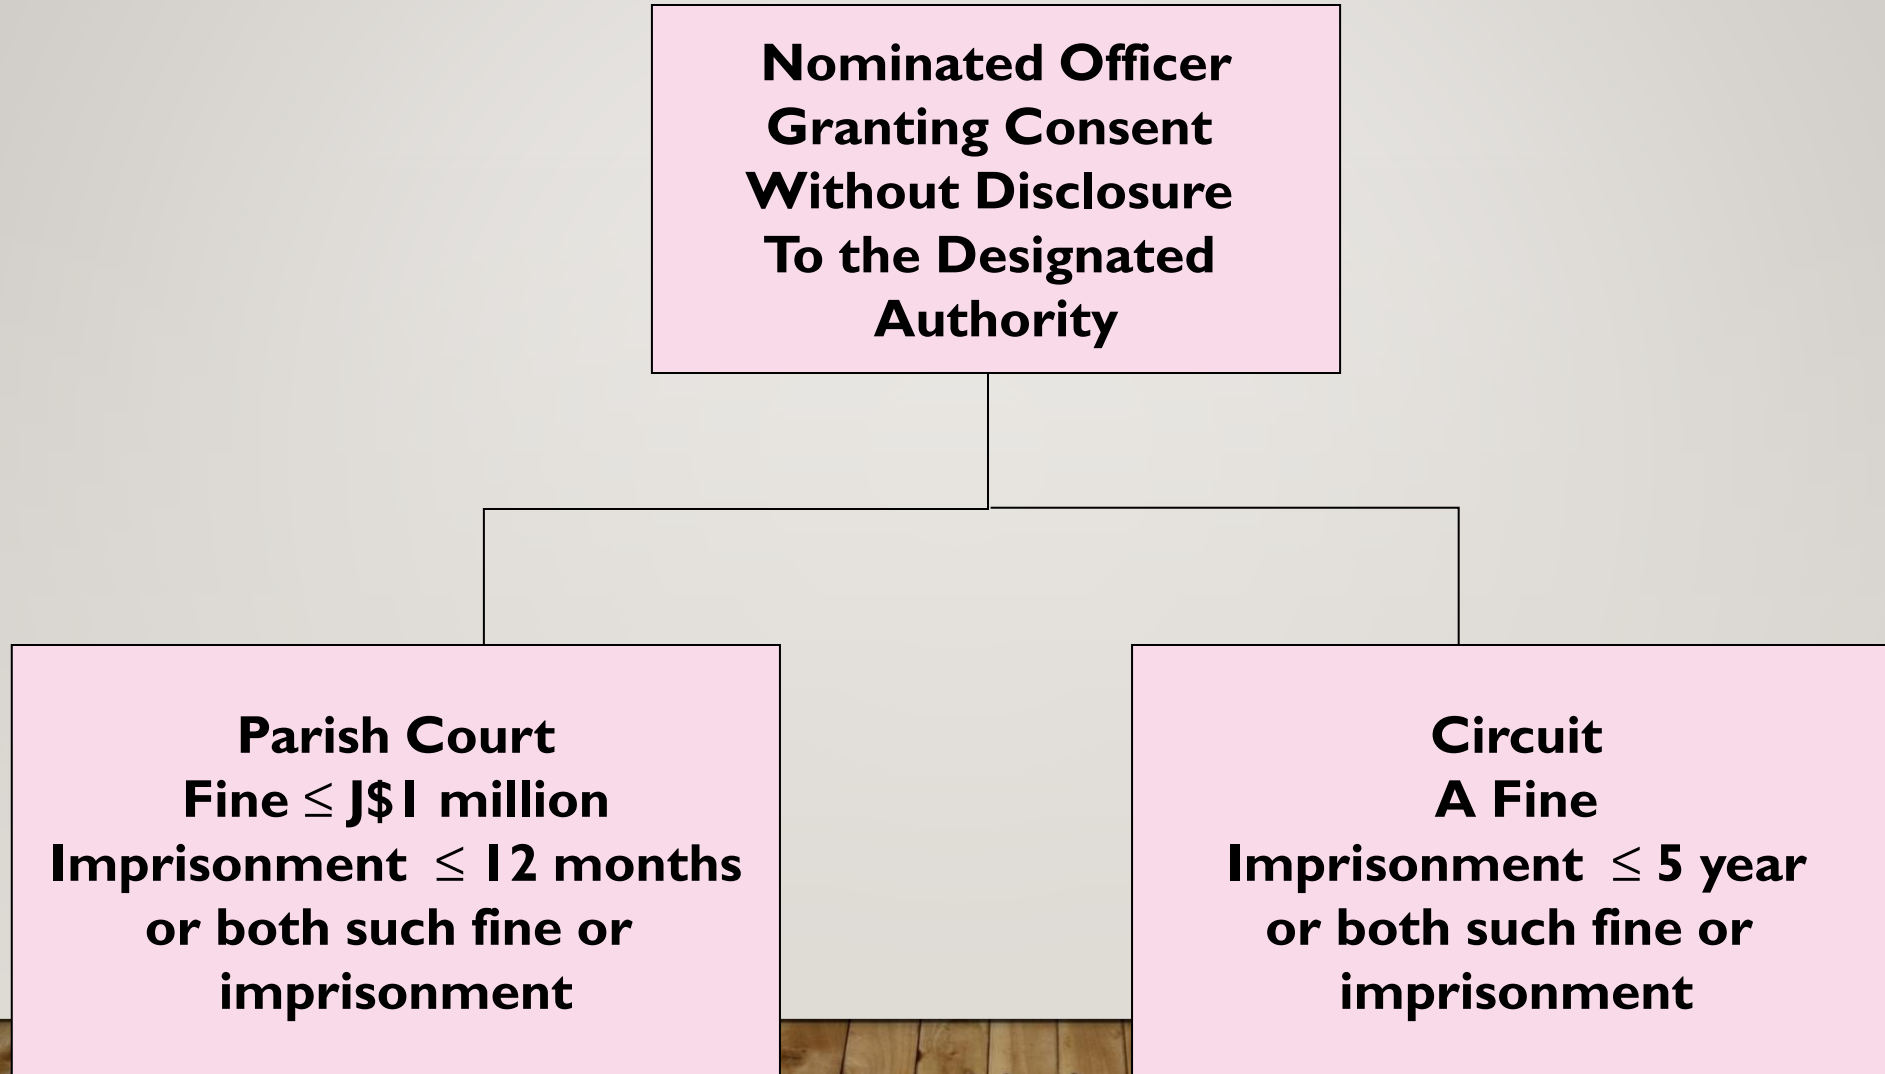 Nominated Officer
Granting Consent
Without Disclosure
To the Designated
Authority
Parish Court
Fine ≤ J$1 million
Imprisonment ≤ 12 months
or both such fine or
imprisonment
Circuit
A Fine
Imprisonment ≤ 5 year
or both such fine or
imprisonment